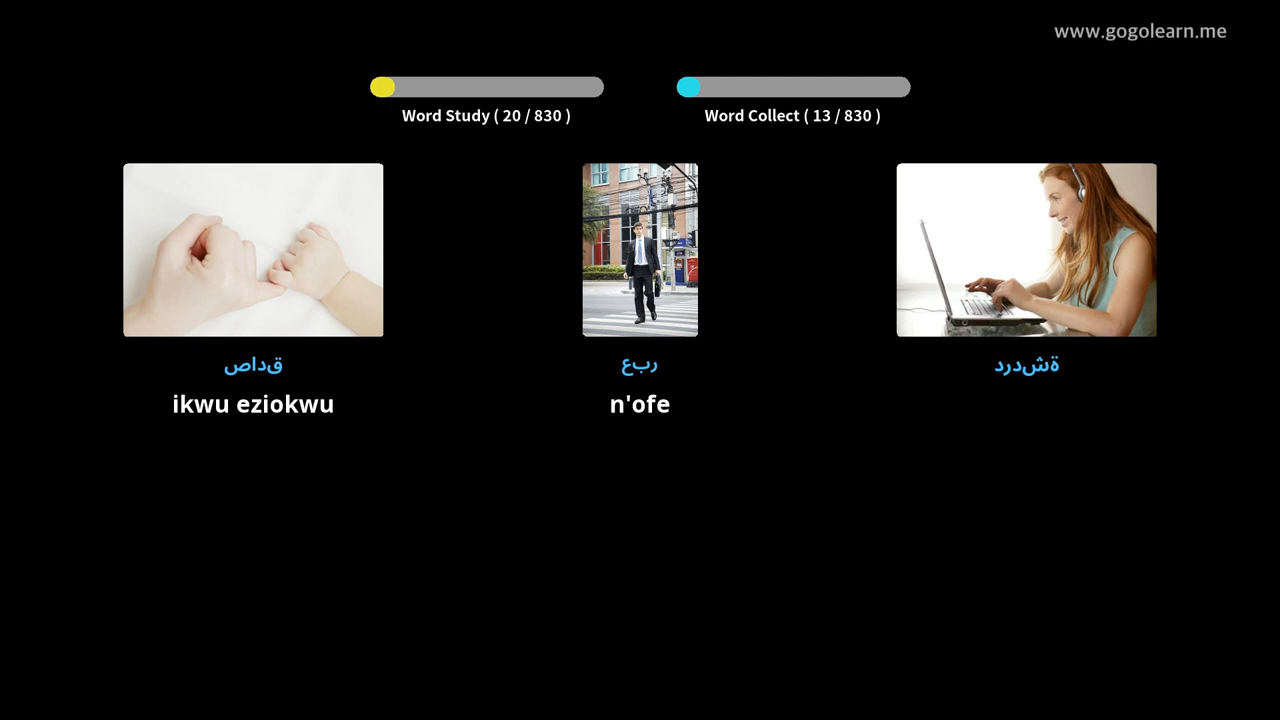 www.gogolearn.me
Word Study ( 20 / 830 )
Word Collect ( 13 / 830 )
قداص
ربع
ةشدرد
ikwu eziokwu
n'ofe